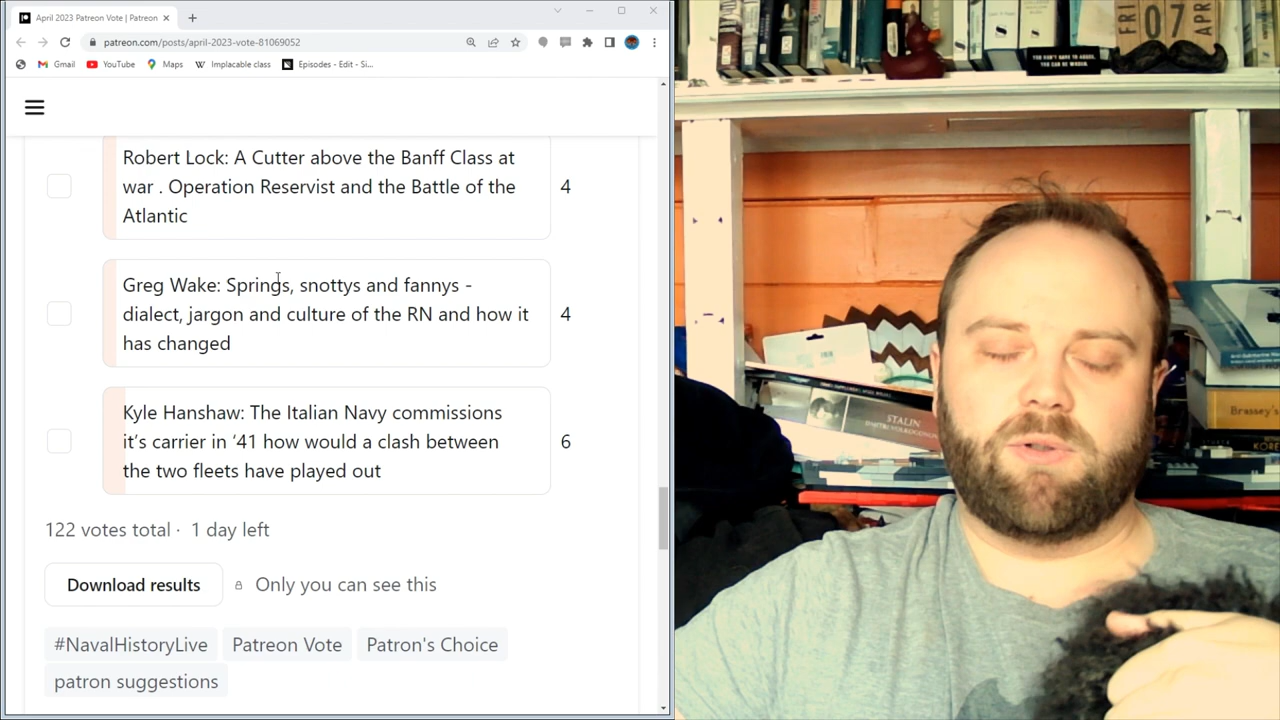 April 2023 Patreon Vote | Patreon
patreon.com/posts/april-2023-vote-81069052
Gmail
YouTube
Maps
Implacable class
Episodes - Edit - Si...
Robert Lock: A Cutter above the Banff Class at
war . Operation Reservist and the Battle of the
Atlantic
4
Greg Wake: Springs, snottys and fannys -
dialect, jargon and culture of the RN and how it
has changed
4
Kyle Hanshaw: The Italian Navy commissions
it’s carrier in ‘41 how would a clash between
the two fleets have played out
6
122 votes total · 1 day left
Download results
Only you can see this
#NavalHistoryLive
Patreon Vote
Patron's Choice
patron suggestions
FRI
07
APR
STALIN
Brassey's